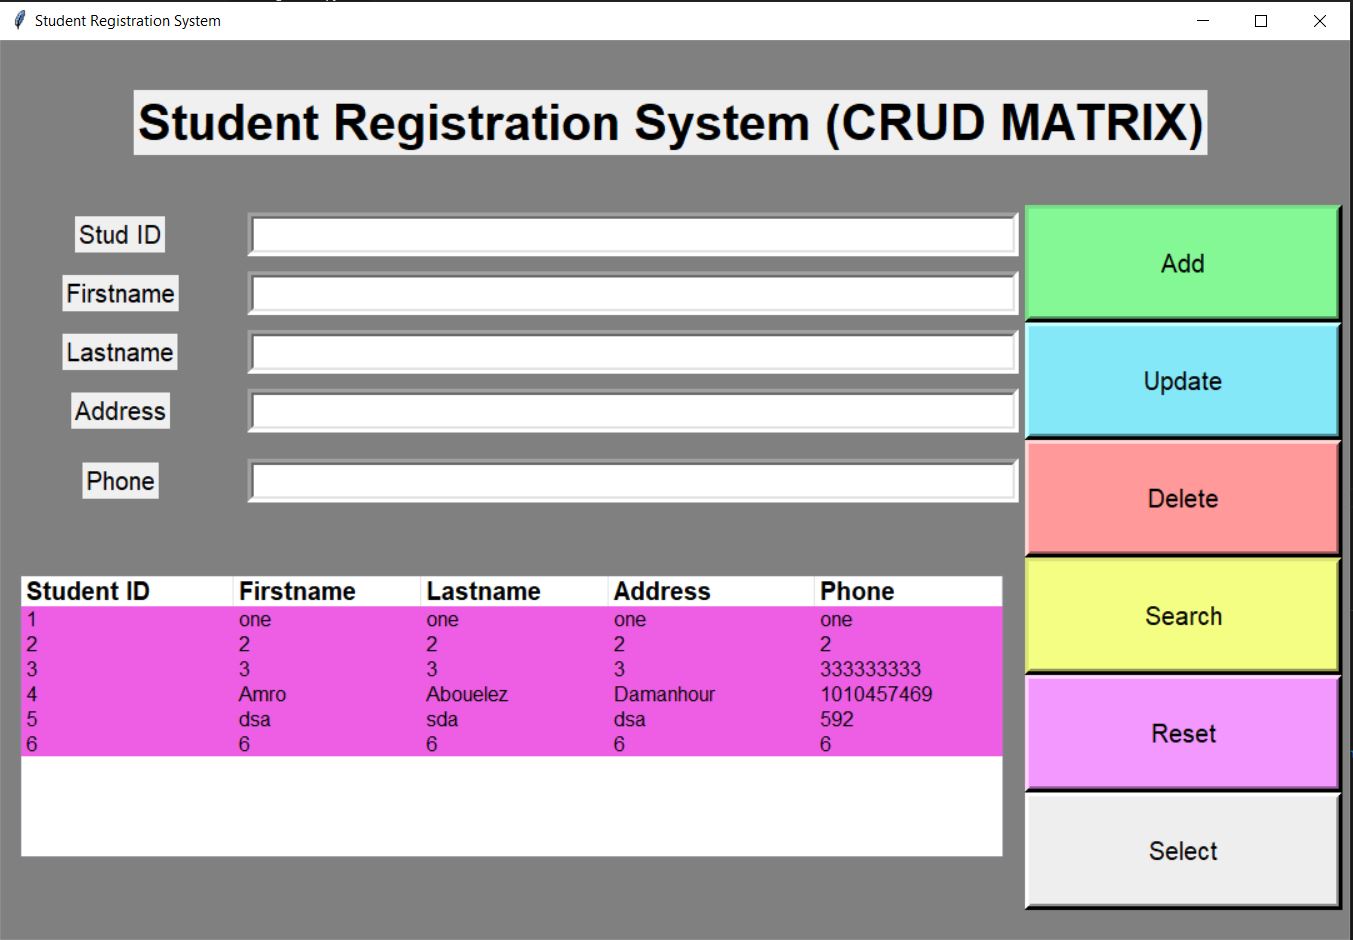 Student Registration System
Student Registration System (CRUD MATRIX)
Stud ID
Firstname
Lastname
Address
Phone
Add
Update
Delete
Search
Reset
Select
Student ID Firstname Lastname Address Phone
1 one one one one
2 2 2 2 2
3 3 3 3 333333333
4 Amro Abouelez Damanhour 1010457469
5 dsa sda dsa 592
6 6 6 6 6